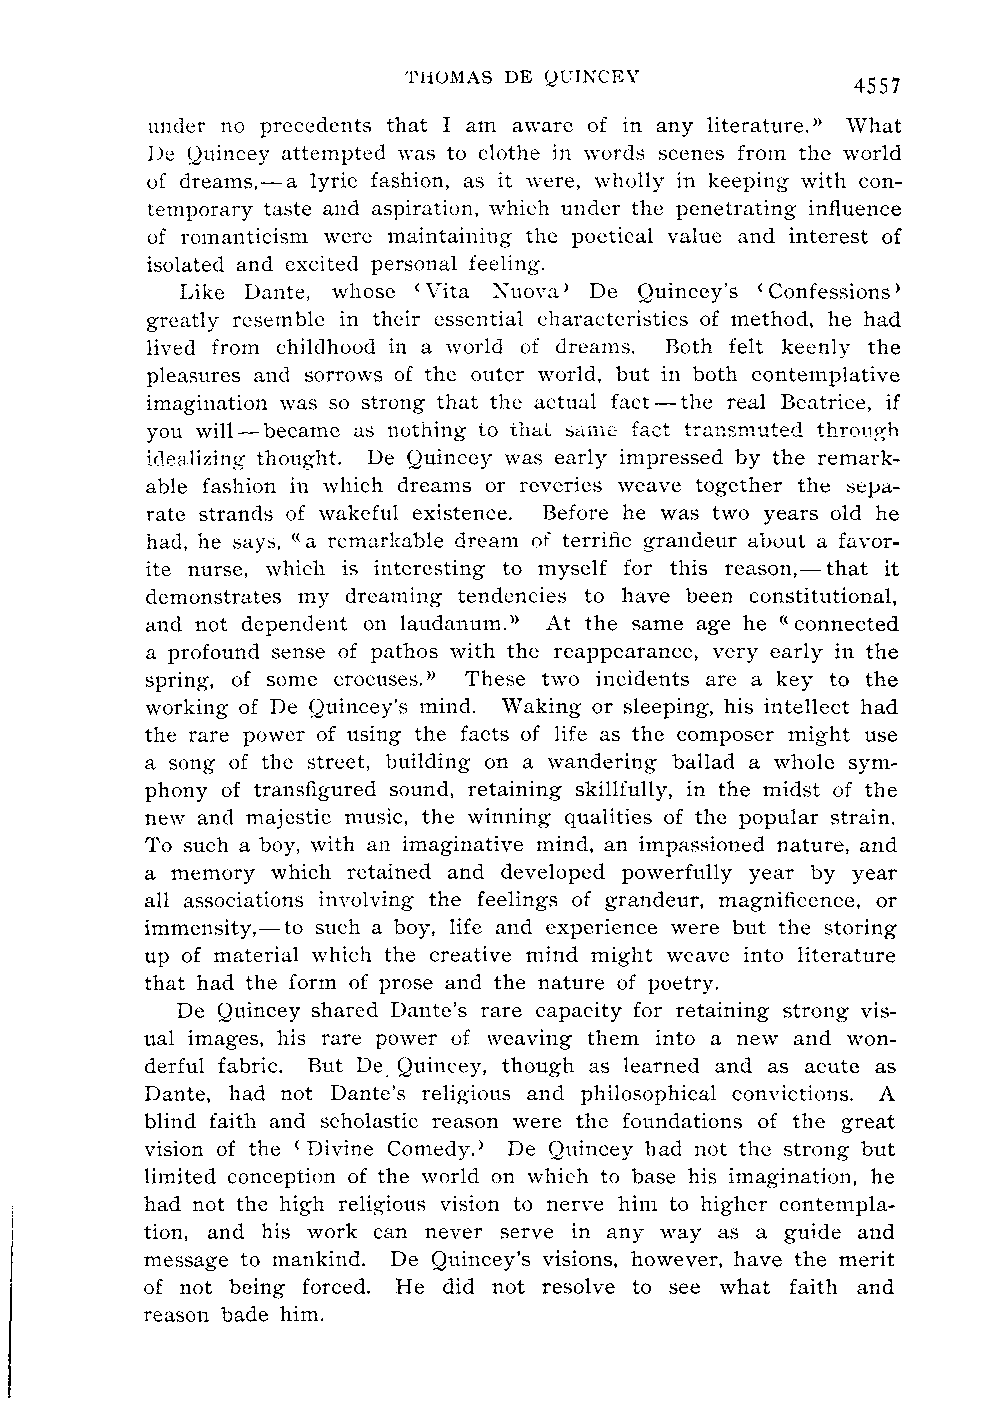 THOMAS DE QUINCEY
4557
under no precedents that I am aware of in any literature.» What
De Quincey attempted was to clothe in words scenes from the world
of dreams,—a lyric fashion, as it were, wholly in keeping with con-
temporary taste and aspiration, which under the penetrating influence
of romanticism were maintaining the poetical value and interest of
isolated and excited personal feeling.
Like Dante, whose ‹Vita Nuova› De Quincey's ‹Confessions›
greatly resemble in their essential characteristics of method, he had
lived from childhood in a world of dreams. Both felt keenly the
pleasures and sorrows of the outer world, but in both contemplative
imagination was so strong that the actual fact—the real Beatrice, if
you will—became as nothing to that same fact transmuted through
idealizing thought. De Quincey was early impressed by the remark-
able fashion in which dreams or reveries weave together the sepa-
rate strands of wakeful existence. Before he was two years old he
had, he says, «a remarkable dream of terrific grandeur about a favor-
ite nurse, which is interesting to myself for this reason,—that it
demonstrates my dreaming tendencies to have been constitutional,
and not dependent on laudanum.» At the same age he «connected
a profound sense of pathos with the reappearance, very early in the
spring, of some crocuses.» These two incidents are a key to the
working of De Quincey's mind. Waking or sleeping, his intellect had
the rare power of using the facts of life as the composer might use
a song of the street, building on a wandering ballad a whole sym-
phony of transfigured sound, retaining skillfully, in the midst of the
new and majestic music, the winning qualities of the popular strain.
To such a boy, with an imaginative mind, an impassioned nature, and
a memory which retained and developed powerfully year by year
all associations involving the feelings of grandeur, magnificence, or
immensity,—to such a boy, life and experience were but the storing
up of material which the creative mind might weave into literature
that had the form of prose and the nature of poetry.
De Quincey shared Dante's rare capacity for retaining strong vis-
ual images, his rare power of weaving them into a new and won-
derful fabric. But De Quincey, though as learned and as acute as
Dante, had not Dante's religious and philosophical convictions. A
blind faith and scholastic reason were the foundations of the great
vision of the ‹Divine Comedy.› De Quincey had not the strong but
limited conception of the world on which to base his imagination, he
had not the high religious vision to nerve him to higher contempla-
tion, and his work can never serve in any way as a guide and
message to mankind. De Quincey's visions, however, have the merit
of not being forced. He did not resolve to see what faith and
reason bade him.